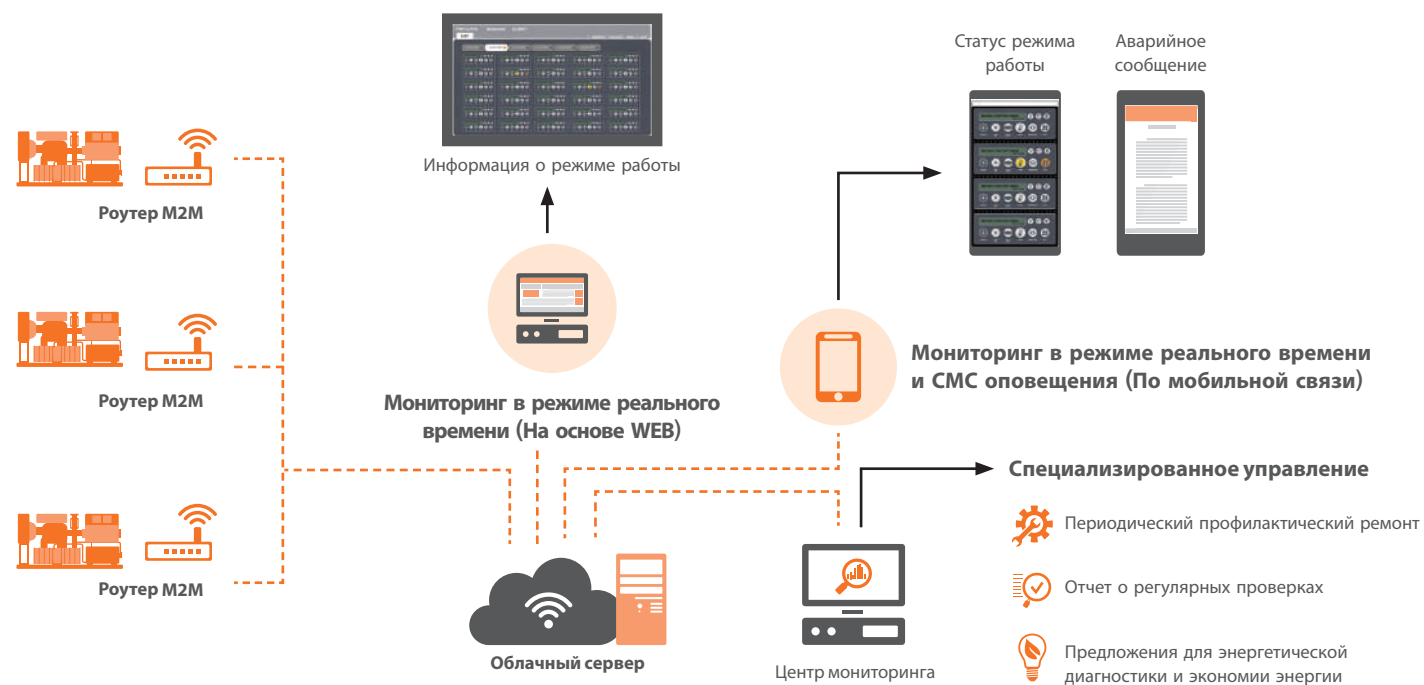 Статус режима
работы
Аварийное
сообщение
Информация о режиме работы
Роутер M2M
Роутер M2M
Роутер M2M
Мониторинг в режиме реального
времени (На основе WEB)
Мониторинг в режиме реального времени
и СМС оповещения (По мобильной связи)
Специализированное управление
Периодический профилактический ремонт
Отчет о регулярных проверках
Предложения для энергетической
диагностики и экономии энергии
Облачный сервер
Центр мониторинга